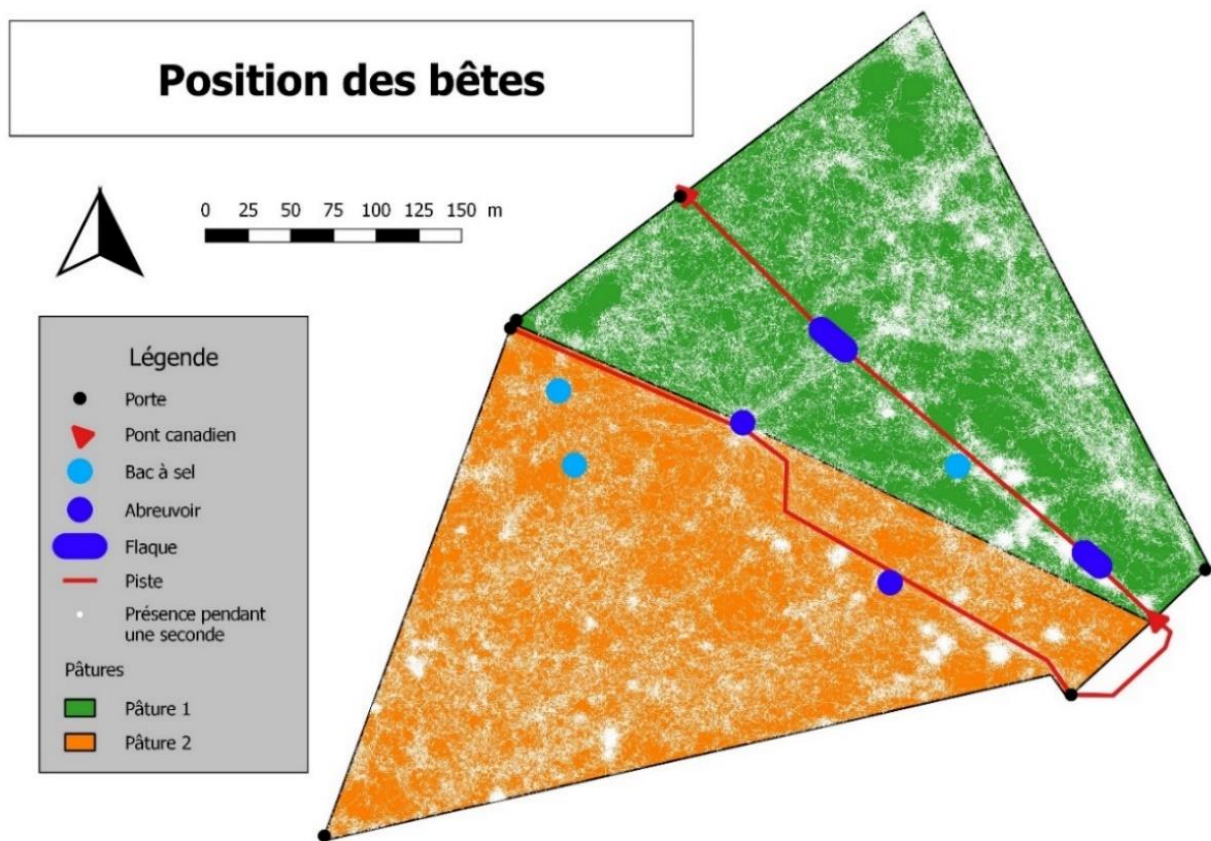 Position des bêtes
0 25 50 75 100 125 150 m
Légende
Porte
Pont canadien
Bac à sel
Abreuvoir
Flaque
Piste
Présence pendant
une seconde
Pâtures
Pâture 1
Pâture 2